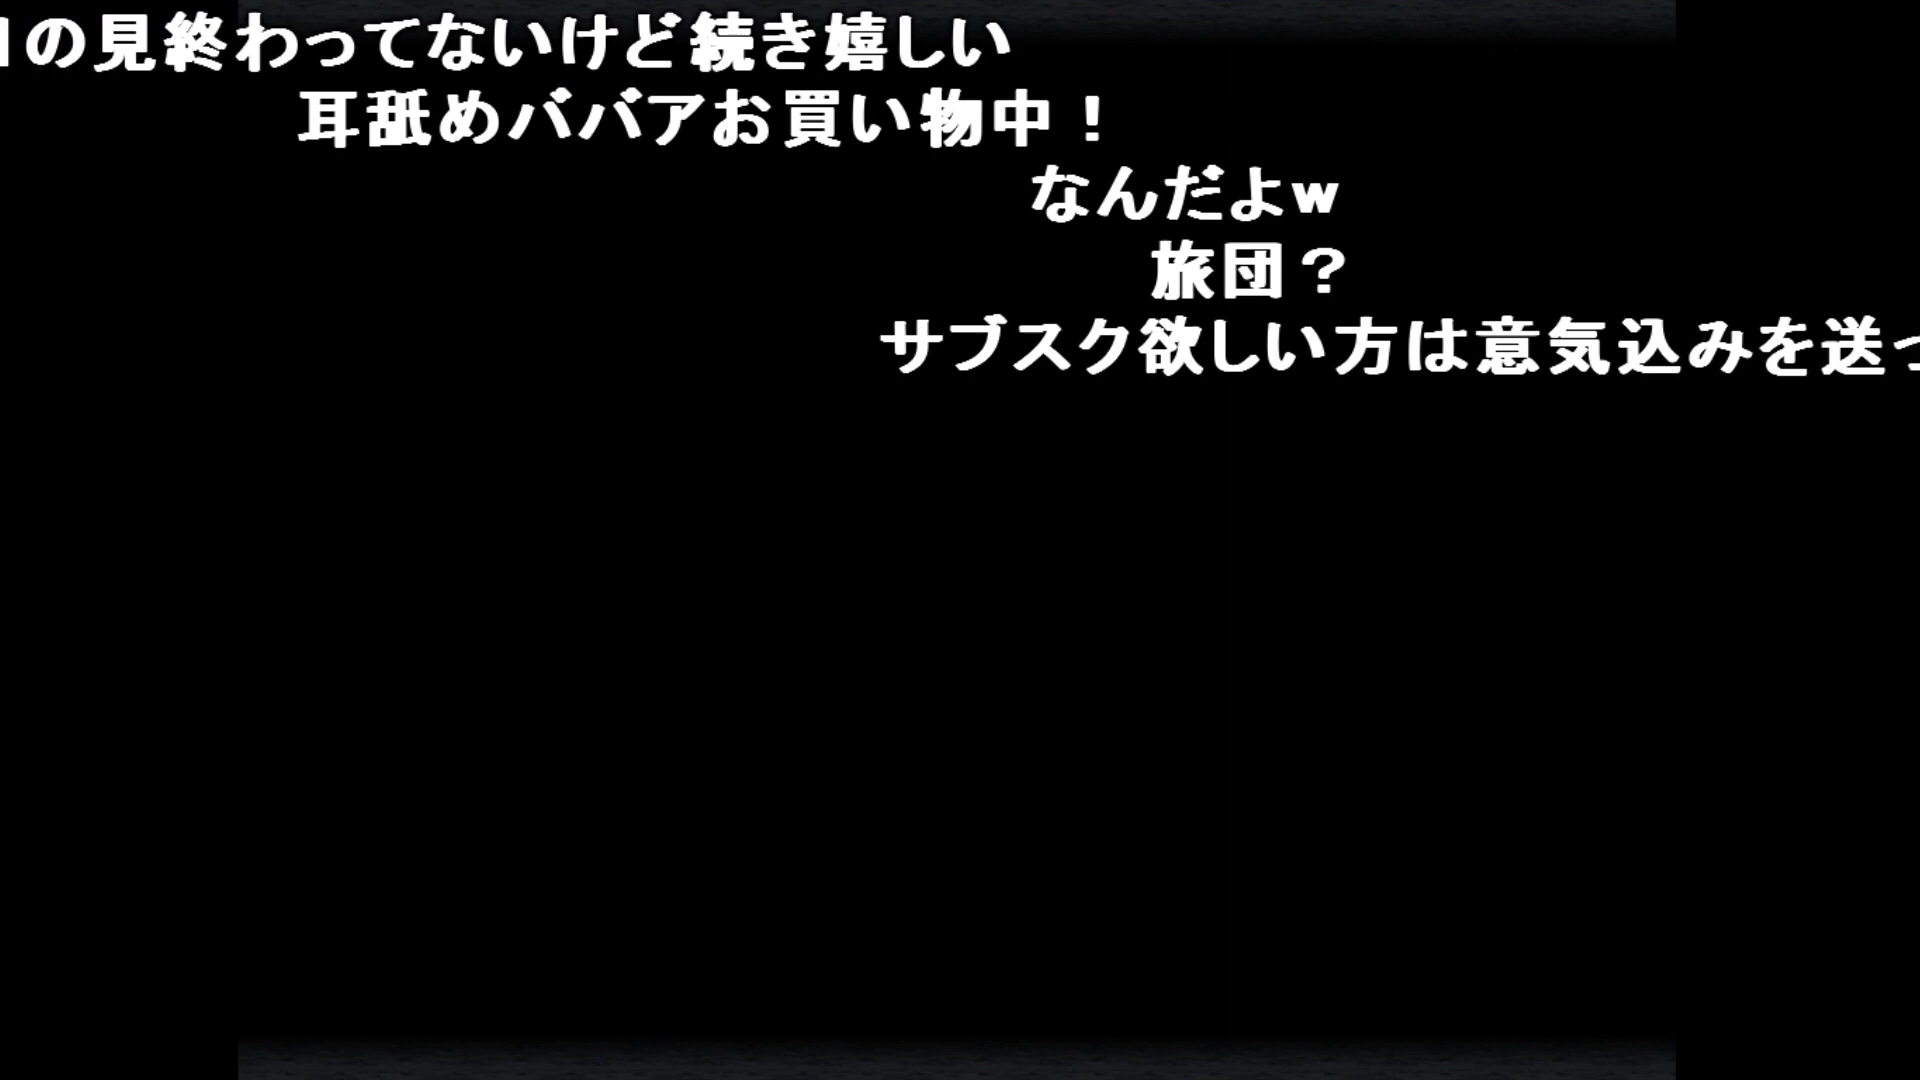 の見終わってないけど続き嬉しい
耳舐めババアお買い物中！
なんだよw
旅団？
サブスク欲しい方は意気込みを送っ